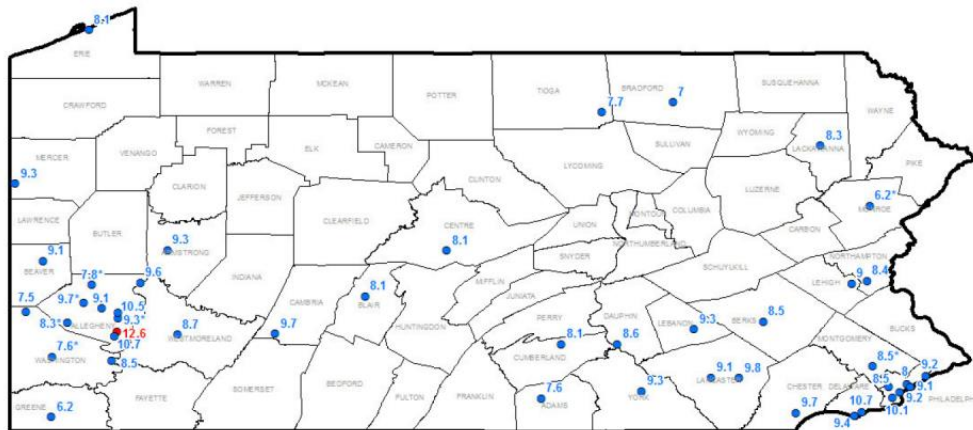 8.1
ERIE
WARREN
MCKEAN
POTTER
TIOGA
BRADFORD
SUSQUEHANNA
CRAWFORD
7.7
7
WAYNE
FOREST
ELK
CAMERON
SULLIVAN
WYOMING
8.3
LACKAWANNA
MERCER
VENANGO
LYCOMING
PIKE
9.3
CLARION
CLINTON
LUZERNE
6.2*
MONROE
JEFFERSON
LAWRENCE
CLEARFIELD
CENTRE
UNION
MONTOUR
COLUMBIA
CARBON
BUTLER
9.3
ARMSTRONG
8.1
NORTHUMBERLAND
SNYDER
NORTHAMPTON
9.1
BEAVER
7.8*
9.6
INDIANA
MIFFLIN
SCHUYLKILL
LEHIGH
9
8.4
7.5
9.7*
9.1
10.5
9.3*
CAMBRIA
8.1
BLAIR
JUNIATA
8.3*
ALLEGHENY
12.6
8.7
WESTMORELAND
9.7
HUNTINGDON
PERRY
DAUPHIN
LEBANON
9.3
BERKS
8.5
BUCKS
10.7
8.1
8.6
MONTGOMERY
7.6*
WASHINGTON
8.5
CUMBERLAND
8.5*
SOMERSET
BEDFORD
9.1
LANCASTER
9.8
8
9.2
9.1
FAYETTE
FULTON
FRANKLIN
7.6
ADAMS
9.3
YORK
CHESTER
DELAWARE
8.5
9.2
PHILADELPH
GREENE
6.2
9.7
10.7
10.1
9.4